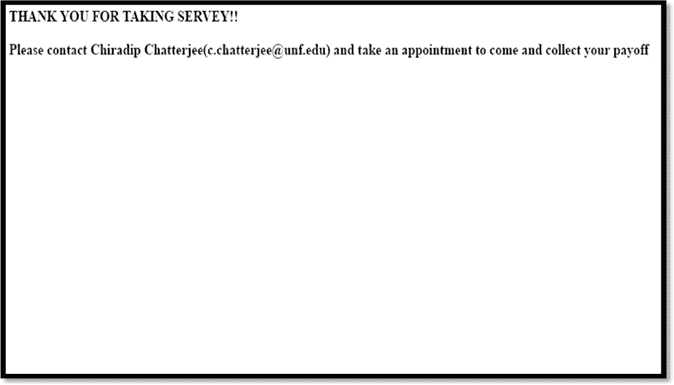 THANK YOU FOR TAKING SERVEY!!
Please contact Chiradip Chatterjee(c.chatterjee@unf.edu) and take an appointment to come and collect your payoff